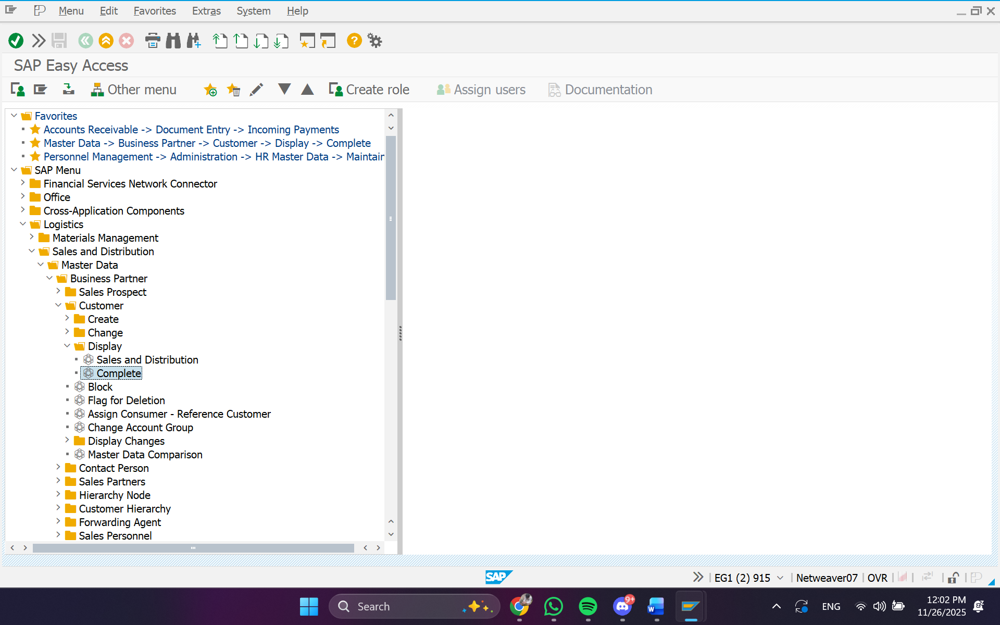 Menu Edit Favorites Extras System Help
SAP Easy Access
Other menu Create role Assign users Documentation
Favorites
Accounts Receivable -> Document Entry -> Incoming Payments
Master Data -> Business Partner -> Customer -> Display -> Complete
Personnel Management -> Administration -> HR Master Data -> Maintain
SAP Menu
Financial Services Network Connector
Office
Cross-Application Components
Logistics
Materials Management
Sales and Distribution
Master Data
Business Partner
Sales Prospect
Customer
Create
Change
Display
Sales and Distribution
Complete
Block
Flag for Deletion
Assign Consumer - Reference Customer
Change Account Group
Display Changes
Master Data Comparison
Contact Person
Sales Partners
Hierarchy Node
Customer Hierarchy
Forwarding Agent
Sales Personnel
SAP EG1 (2) 915 Netweaver07 OVR
Search 9+ ENG 12:02 PM
11/26/2025